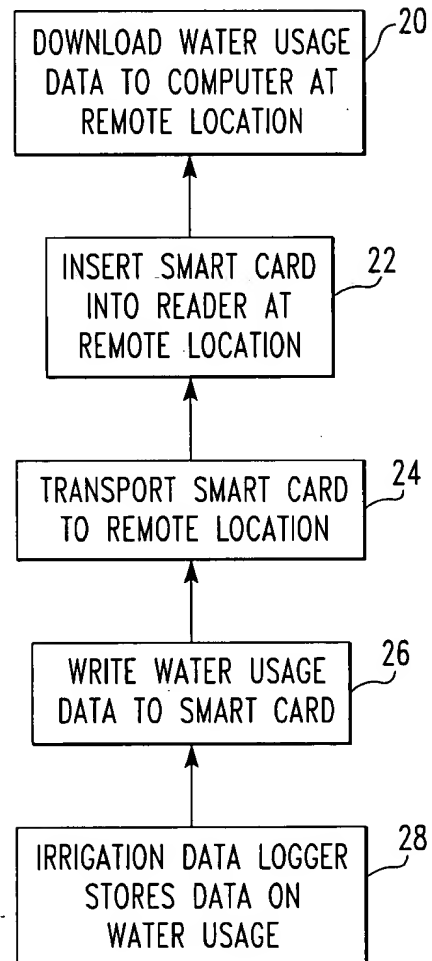 DOWNLOAD WATER USAGE
DATA TO COMPUTER AT
REMOTE LOCATION
20
INSERT SMART CARD
INTO READER AT
REMOTE LOCATION
22
TRANSPORT SMART CARD
TO REMOTE LOCATION
24
WRITE WATER USAGE
DATA TO SMART CARD
26
IRRIGATION DATA LOGGER
STORES DATA ON
WATER USAGE
28